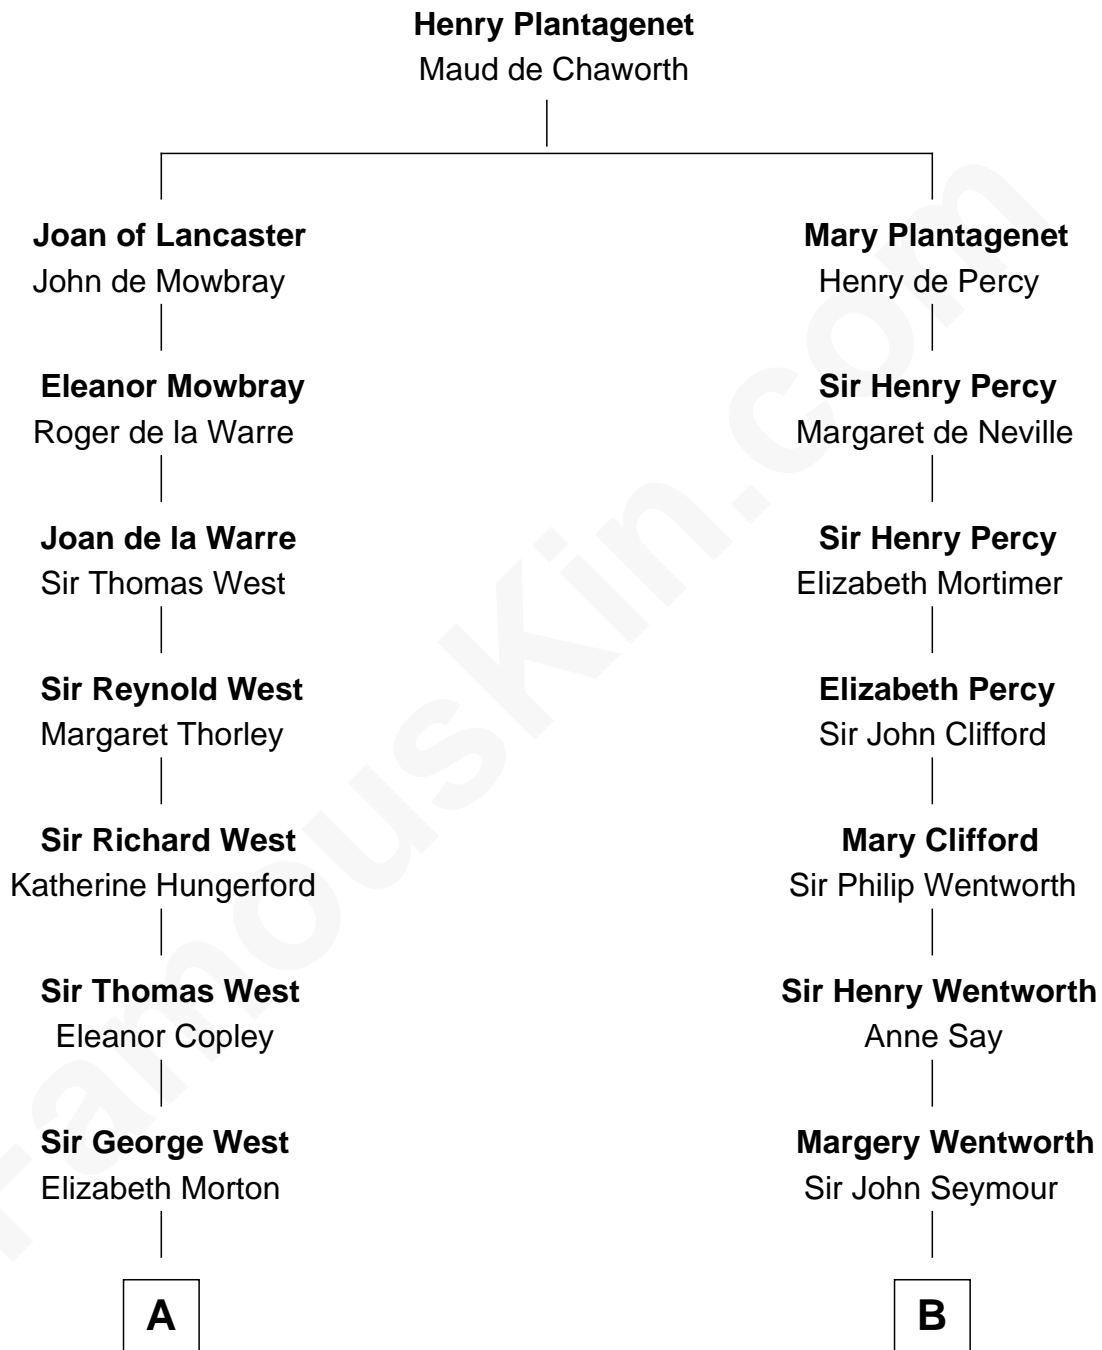 Henry Plantagenet
Maud de Chaworth
Joan of Lancaster
John de Mowbray
Mary Plantagenet
Henry de Percy
Eleanor Mowbray
Roger de la Warre
Sir Henry Percy
Margaret de Neville
Joan de la Warre
Sir Thomas West
Sir Henry Percy
Elizabeth Mortimer
Sir Reynold West
Margaret Thorley
Elizabeth Percy
Sir John Clifford
Sir Richard West
Katherine Hungerford
Mary Clifford
Sir Philip Wentworth
Sir Thomas West
Eleanor Copley
Sir Henry Wentworth
Anne Say
Sir George West
Elizabeth Morton
Margery Wentworth
Sir John Seymour
A
B
FamousKin.com